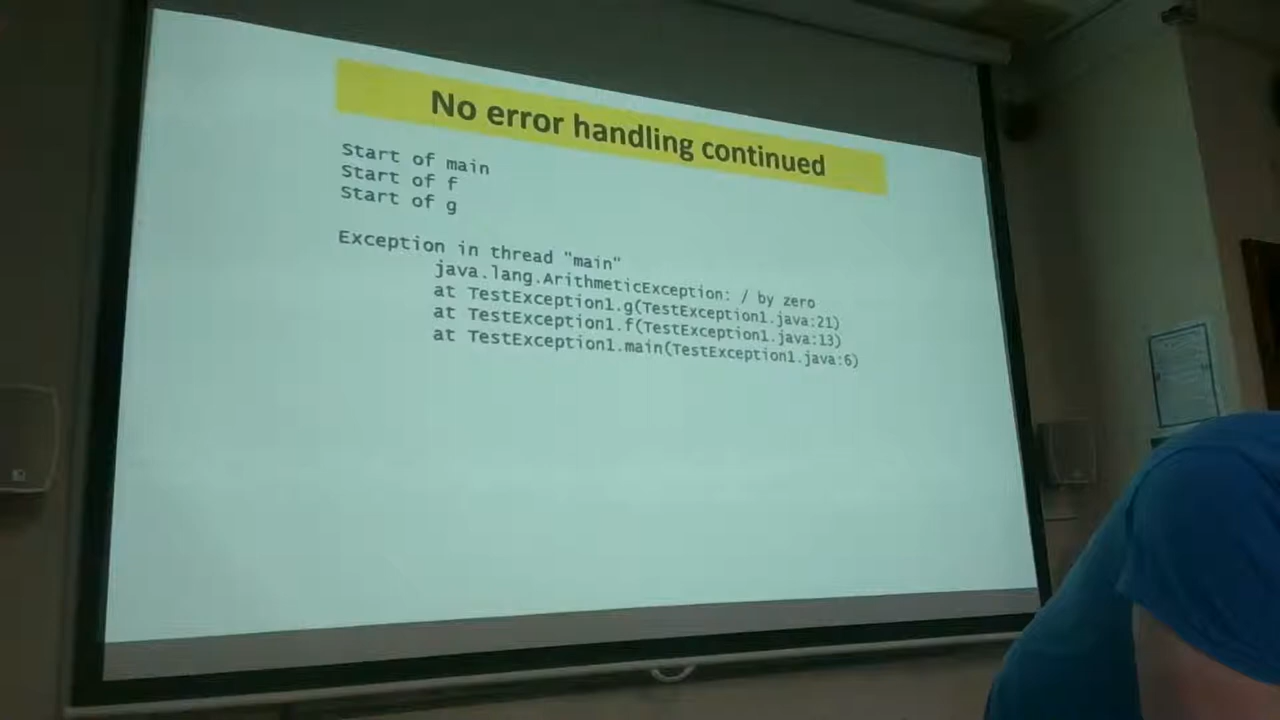 No error handling continued
Start of main
Start of f
Start of g
Exception in thread "main"
java.lang.ArithmeticException: / by zero
at TestException1.g(TestException1.java:21)
at TestException1.f(TestException1.java:13)
at TestException1.main(TestException1.java:6)